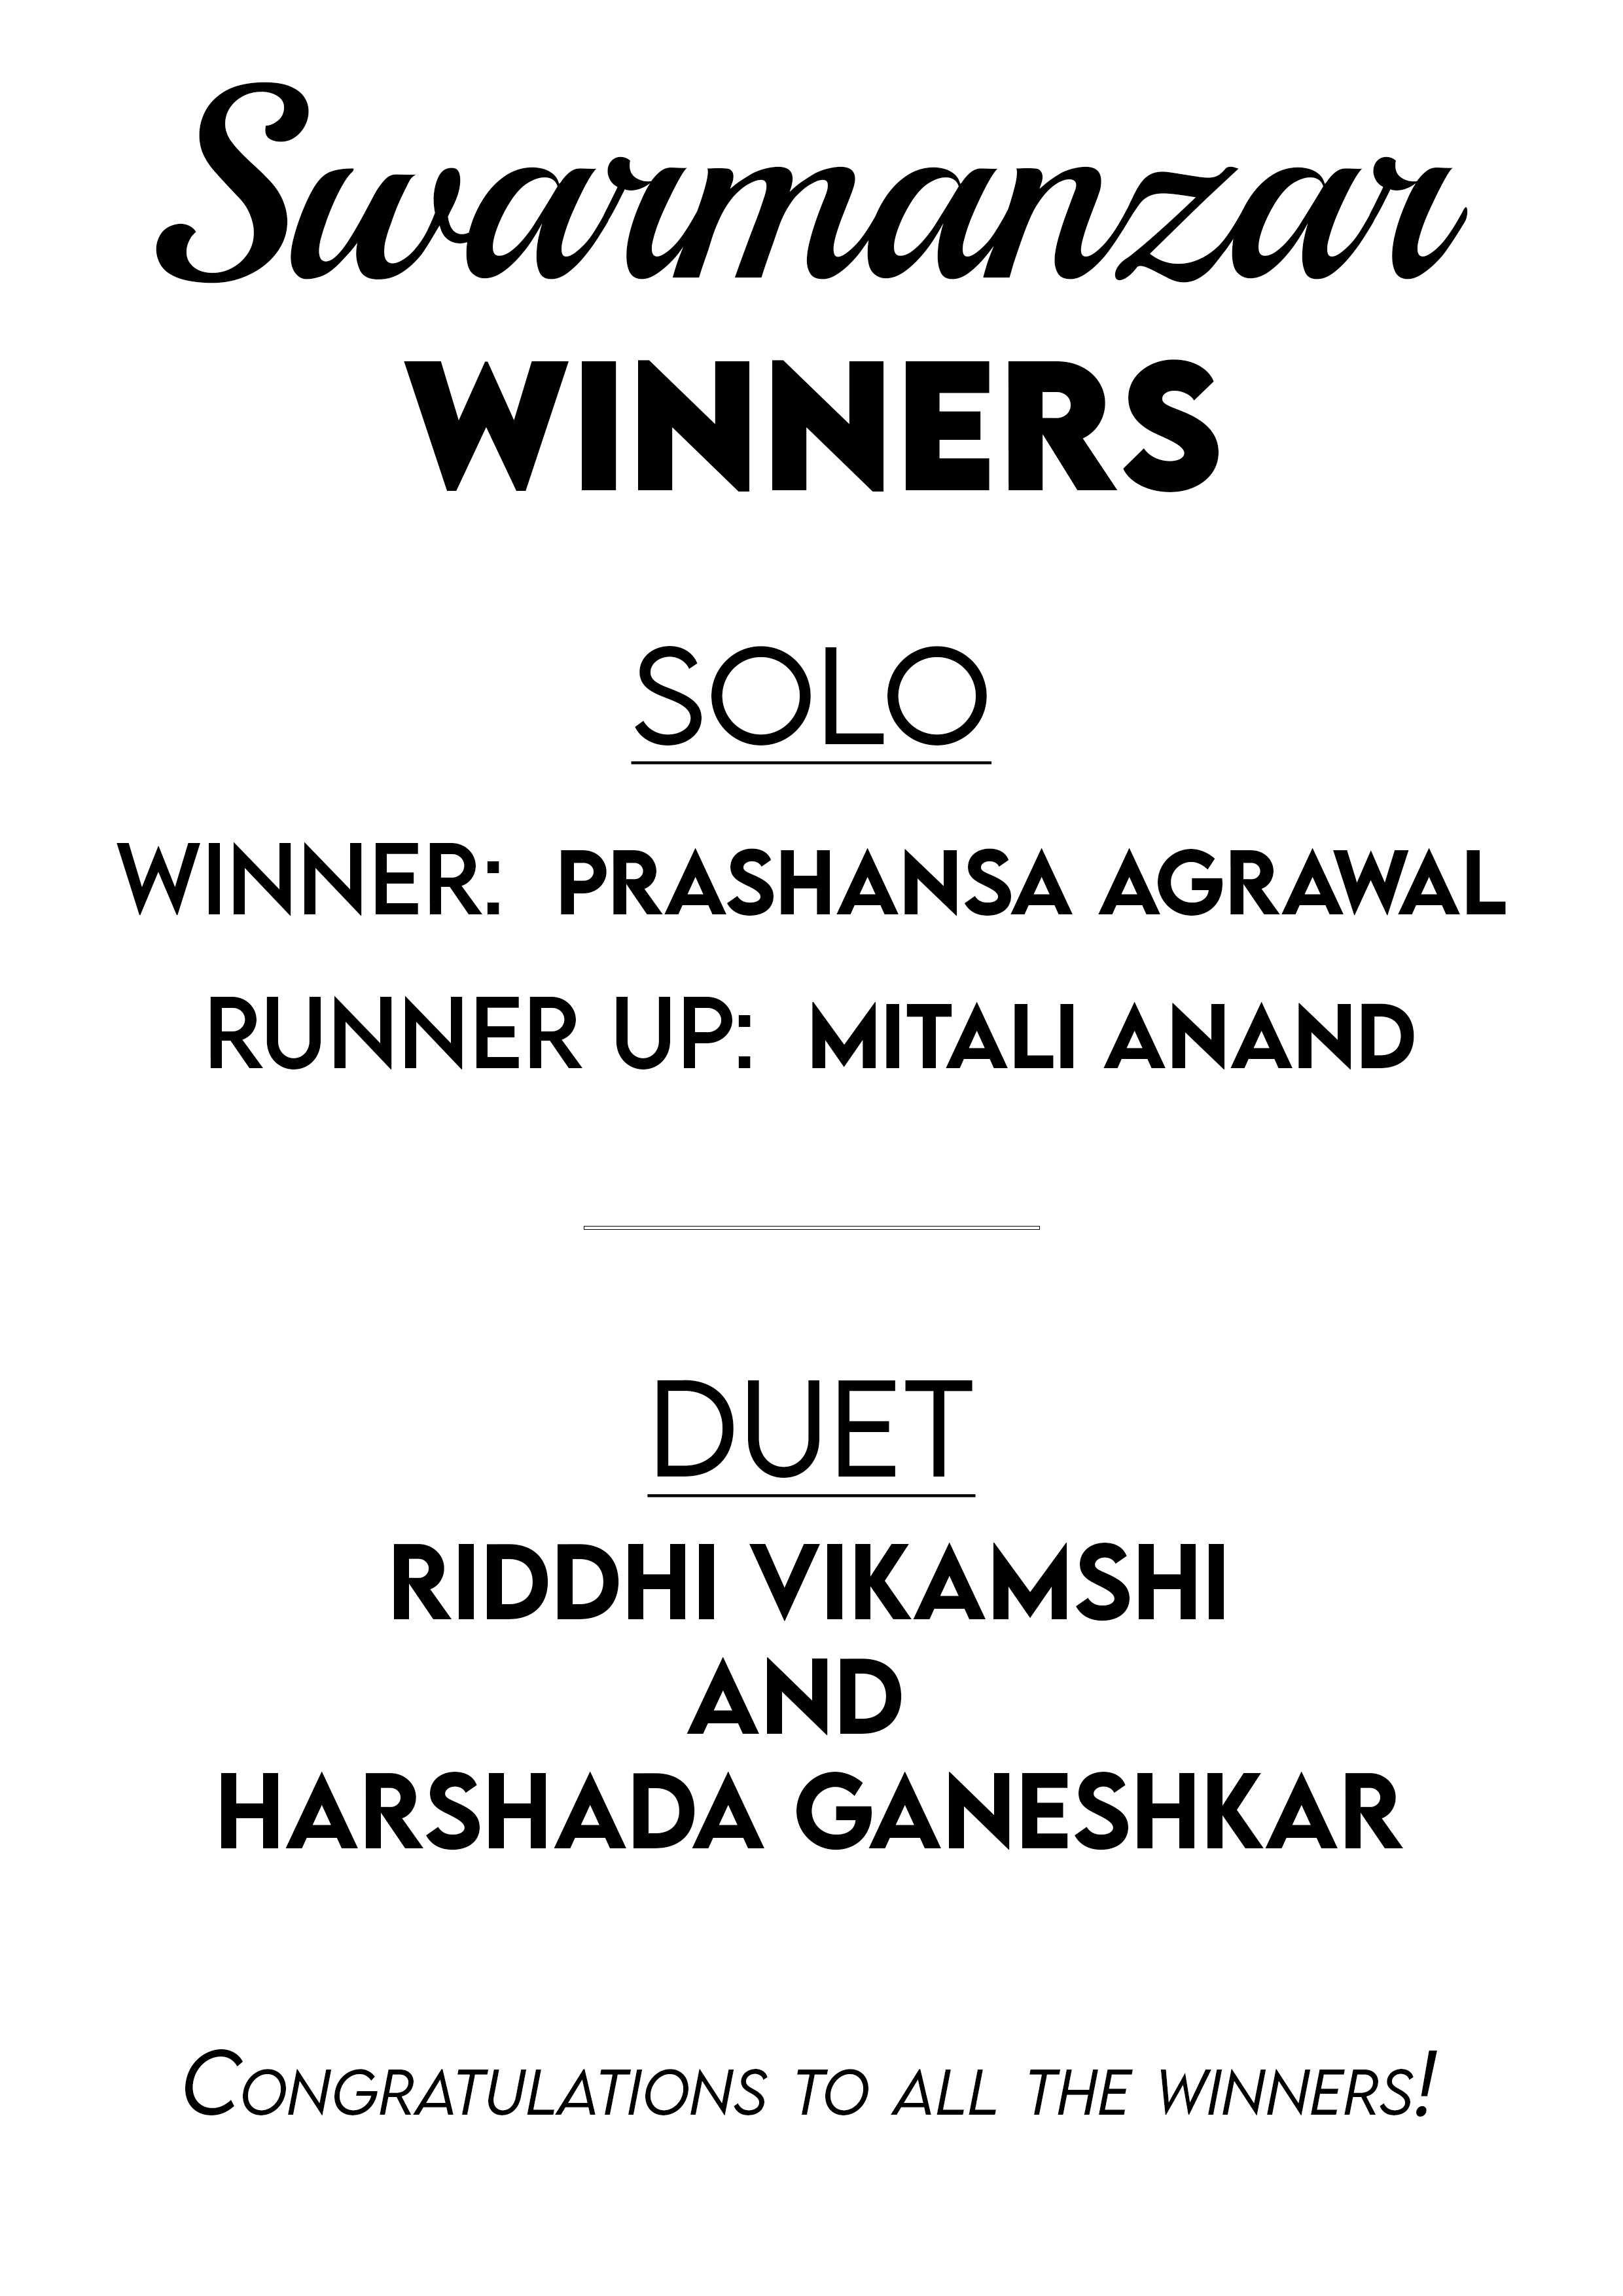 Swarmanzar
WINNERS
SOLO
WINNER: PRASHANSA AGRAWAL
RUNNER UP: MITALI ANAND
DUET
RIDDHI VIKAMSHI
AND
HARSHADA GANESHKAR
Congratulations to all the winners!